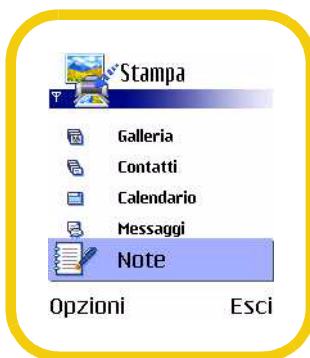 Stampa
Galleria
Contatti
Calendario
Messaggi
Note
Opzioni Esci